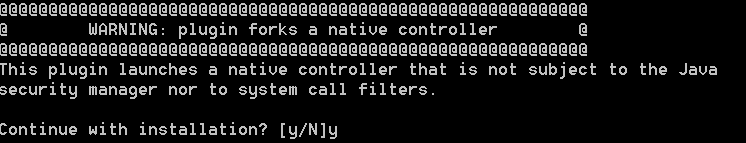 @@@@@@@@@@@@@@@@@@@@@@@@@@@@@@@@@@@@@@@@@@@@@@@@@@@@@@@@@@@
@        WARNING: plugin forks a native controller        @
@@@@@@@@@@@@@@@@@@@@@@@@@@@@@@@@@@@@@@@@@@@@@@@@@@@@@@@@@@@
This plugin launches a native controller that is not subject to the Java
security manager nor to system call filters.
Continue with installation? [y/N]y